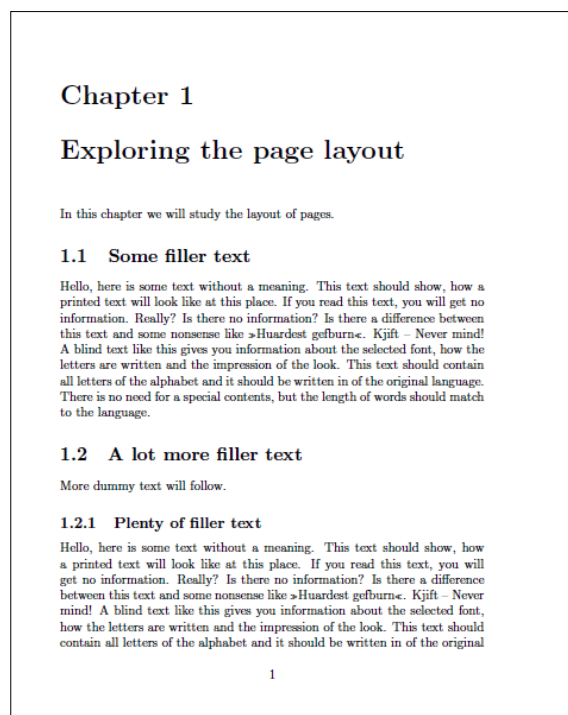 Chapter 1
Exploring the page layout
In this chapter we will study the layout of pages.
1.1 Some filler text
Hello, here is some text without a meaning. This text should show, how a
printed text will look like at this place. If you read this text, you will get no
information. Really? Is there no information? Is there a difference between
this text and some nonsense like »Huardest gefburn«. Kjift – Never mind!
A blind text like this gives you information about the selected font, how the
letters are written and the impression of the look. This text should contain
all letters of the alphabet and it should be written in of the original language.
There is no need for a special contents, but the length of words should match
to the language.
1.2 A lot more filler text
More dummy text will follow.
1.2.1 Plenty of filler text
Hello, here is some text without a meaning. This text should show, how
a printed text will look like at this place. If you read this text, you will
get no information. Really? Is there no information? Is there a difference
between this text and some nonsense like »Huardest gefburn«. Kjift – Never
mind! A blind text like this gives you information about the selected font,
how the letters are written and the impression of the look. This text should
contain all letters of the alphabet and it should be written in of the original
1